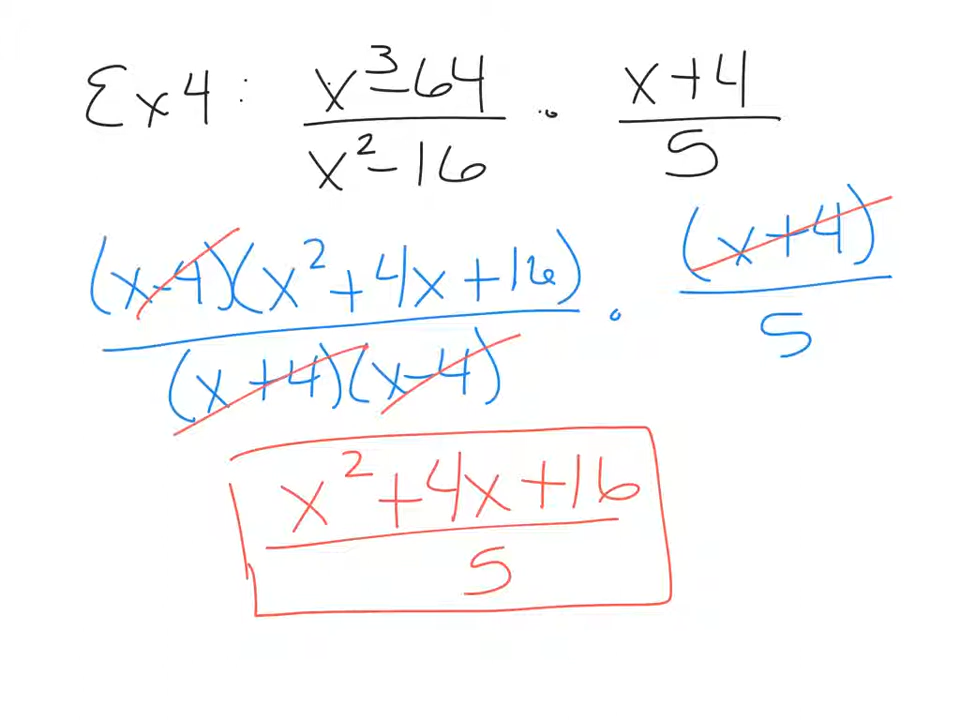 Ex4: x³-64 / x²-16 · x+4 / 5
(x-4)(x²+4x+16) / (x+4)(x-4) · (x+4) / 5
x²+4x+16 / 5